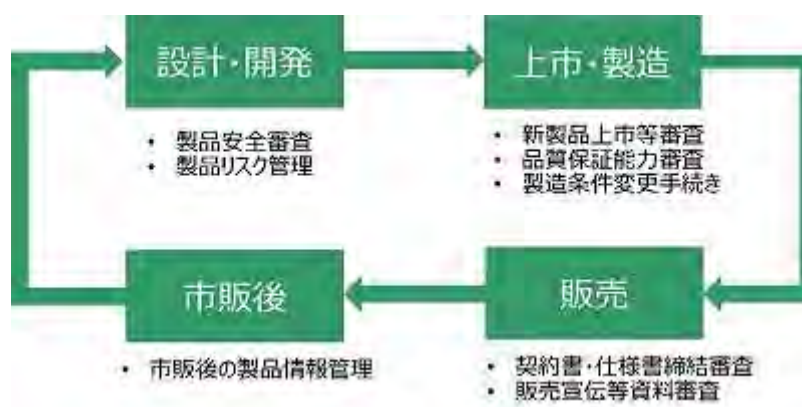 設計・開発
上市・製造
・ 製品安全審査
・ 製品リスク管理
・ 新製品上市等審査
・ 品質保証能力審査
・ 製造条件変更手続き
市販後
販売
・ 市販後の製品情報管理
・ 契約書・仕様書締結審査
・ 販売宣伝等資料審査